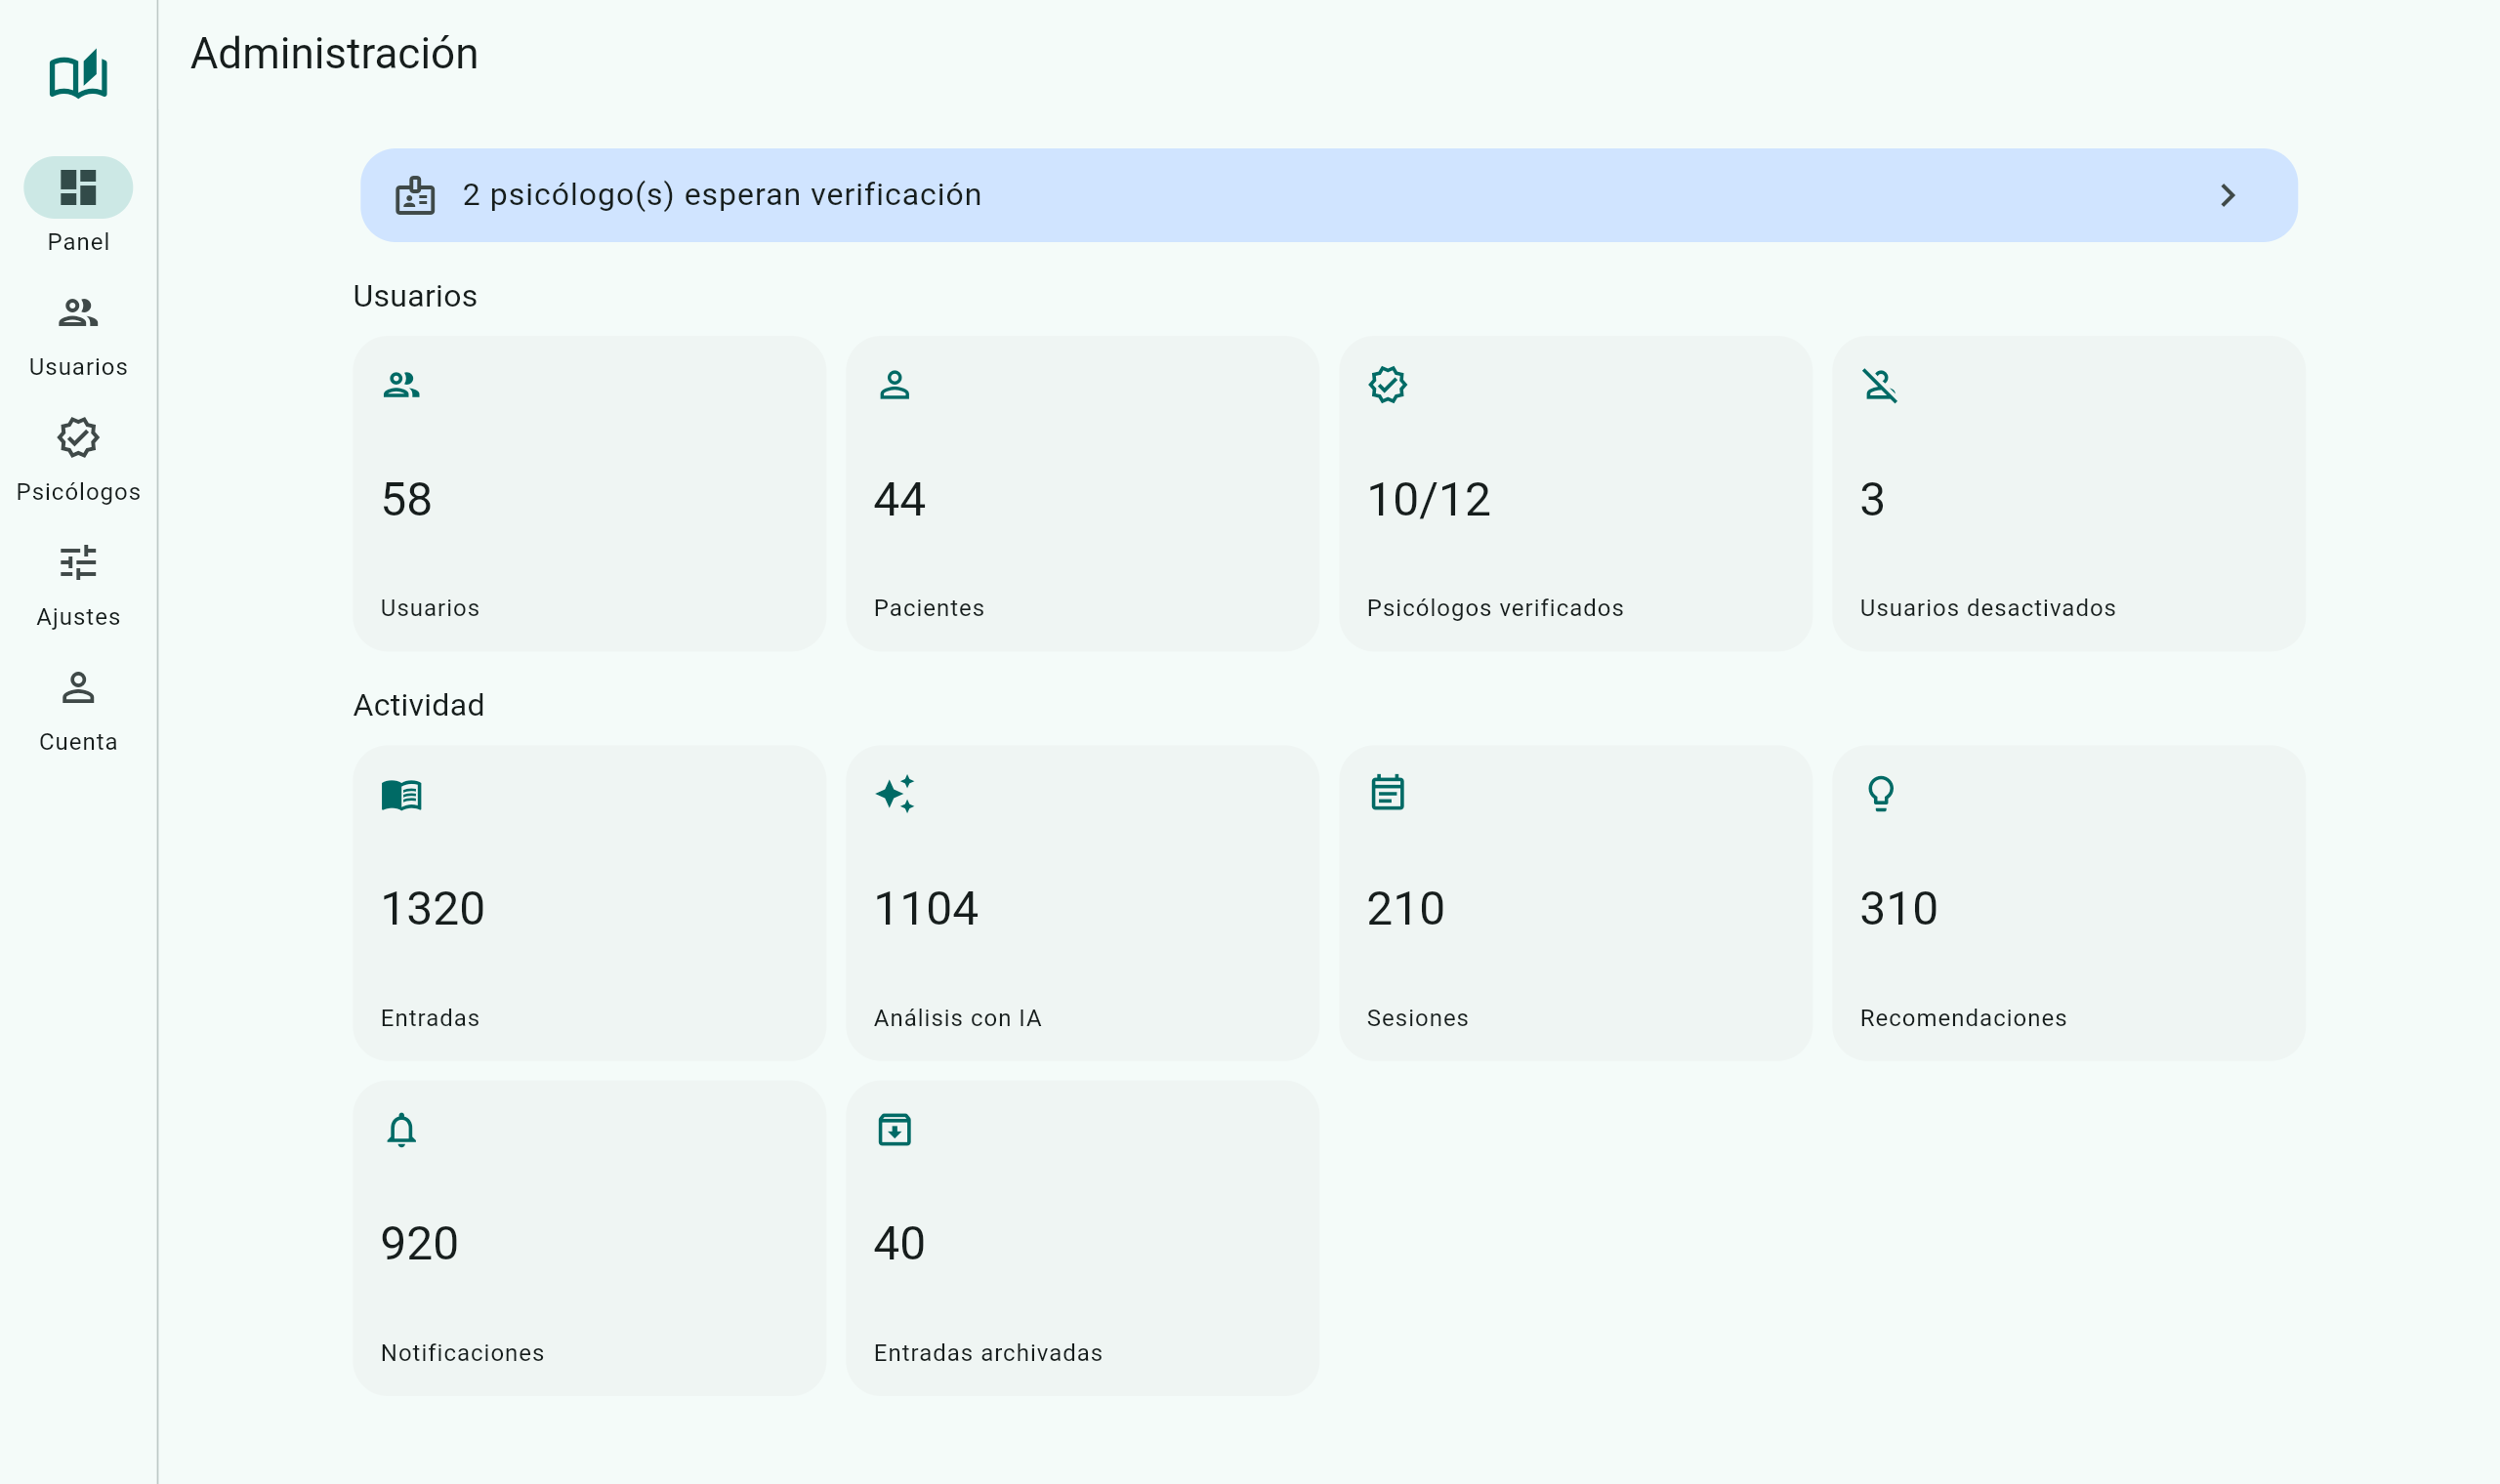 Administración
2 psicólogo(s) esperan verificación
Panel
Usuarios
Psicólogos
Ajustes
Cuenta
Usuarios
58
Usuarios
44
Pacientes
10/12
Psicólogos verificados
3
Usuarios desactivados
Actividad
1320
Entradas
1104
Análisis con IA
210
Sesiones
310
Recomendaciones
920
Notificaciones
40
Entradas archivadas